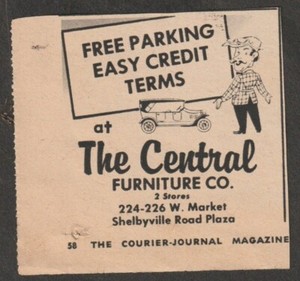 FREE PARKING
EASY CREDIT
TERMS
at
The Central
FURNITURE CO.
2 Stores
224-226 W. Market
Shelbyville Road Plaza
58 THE COURIER-JOURNAL MAGAZINE